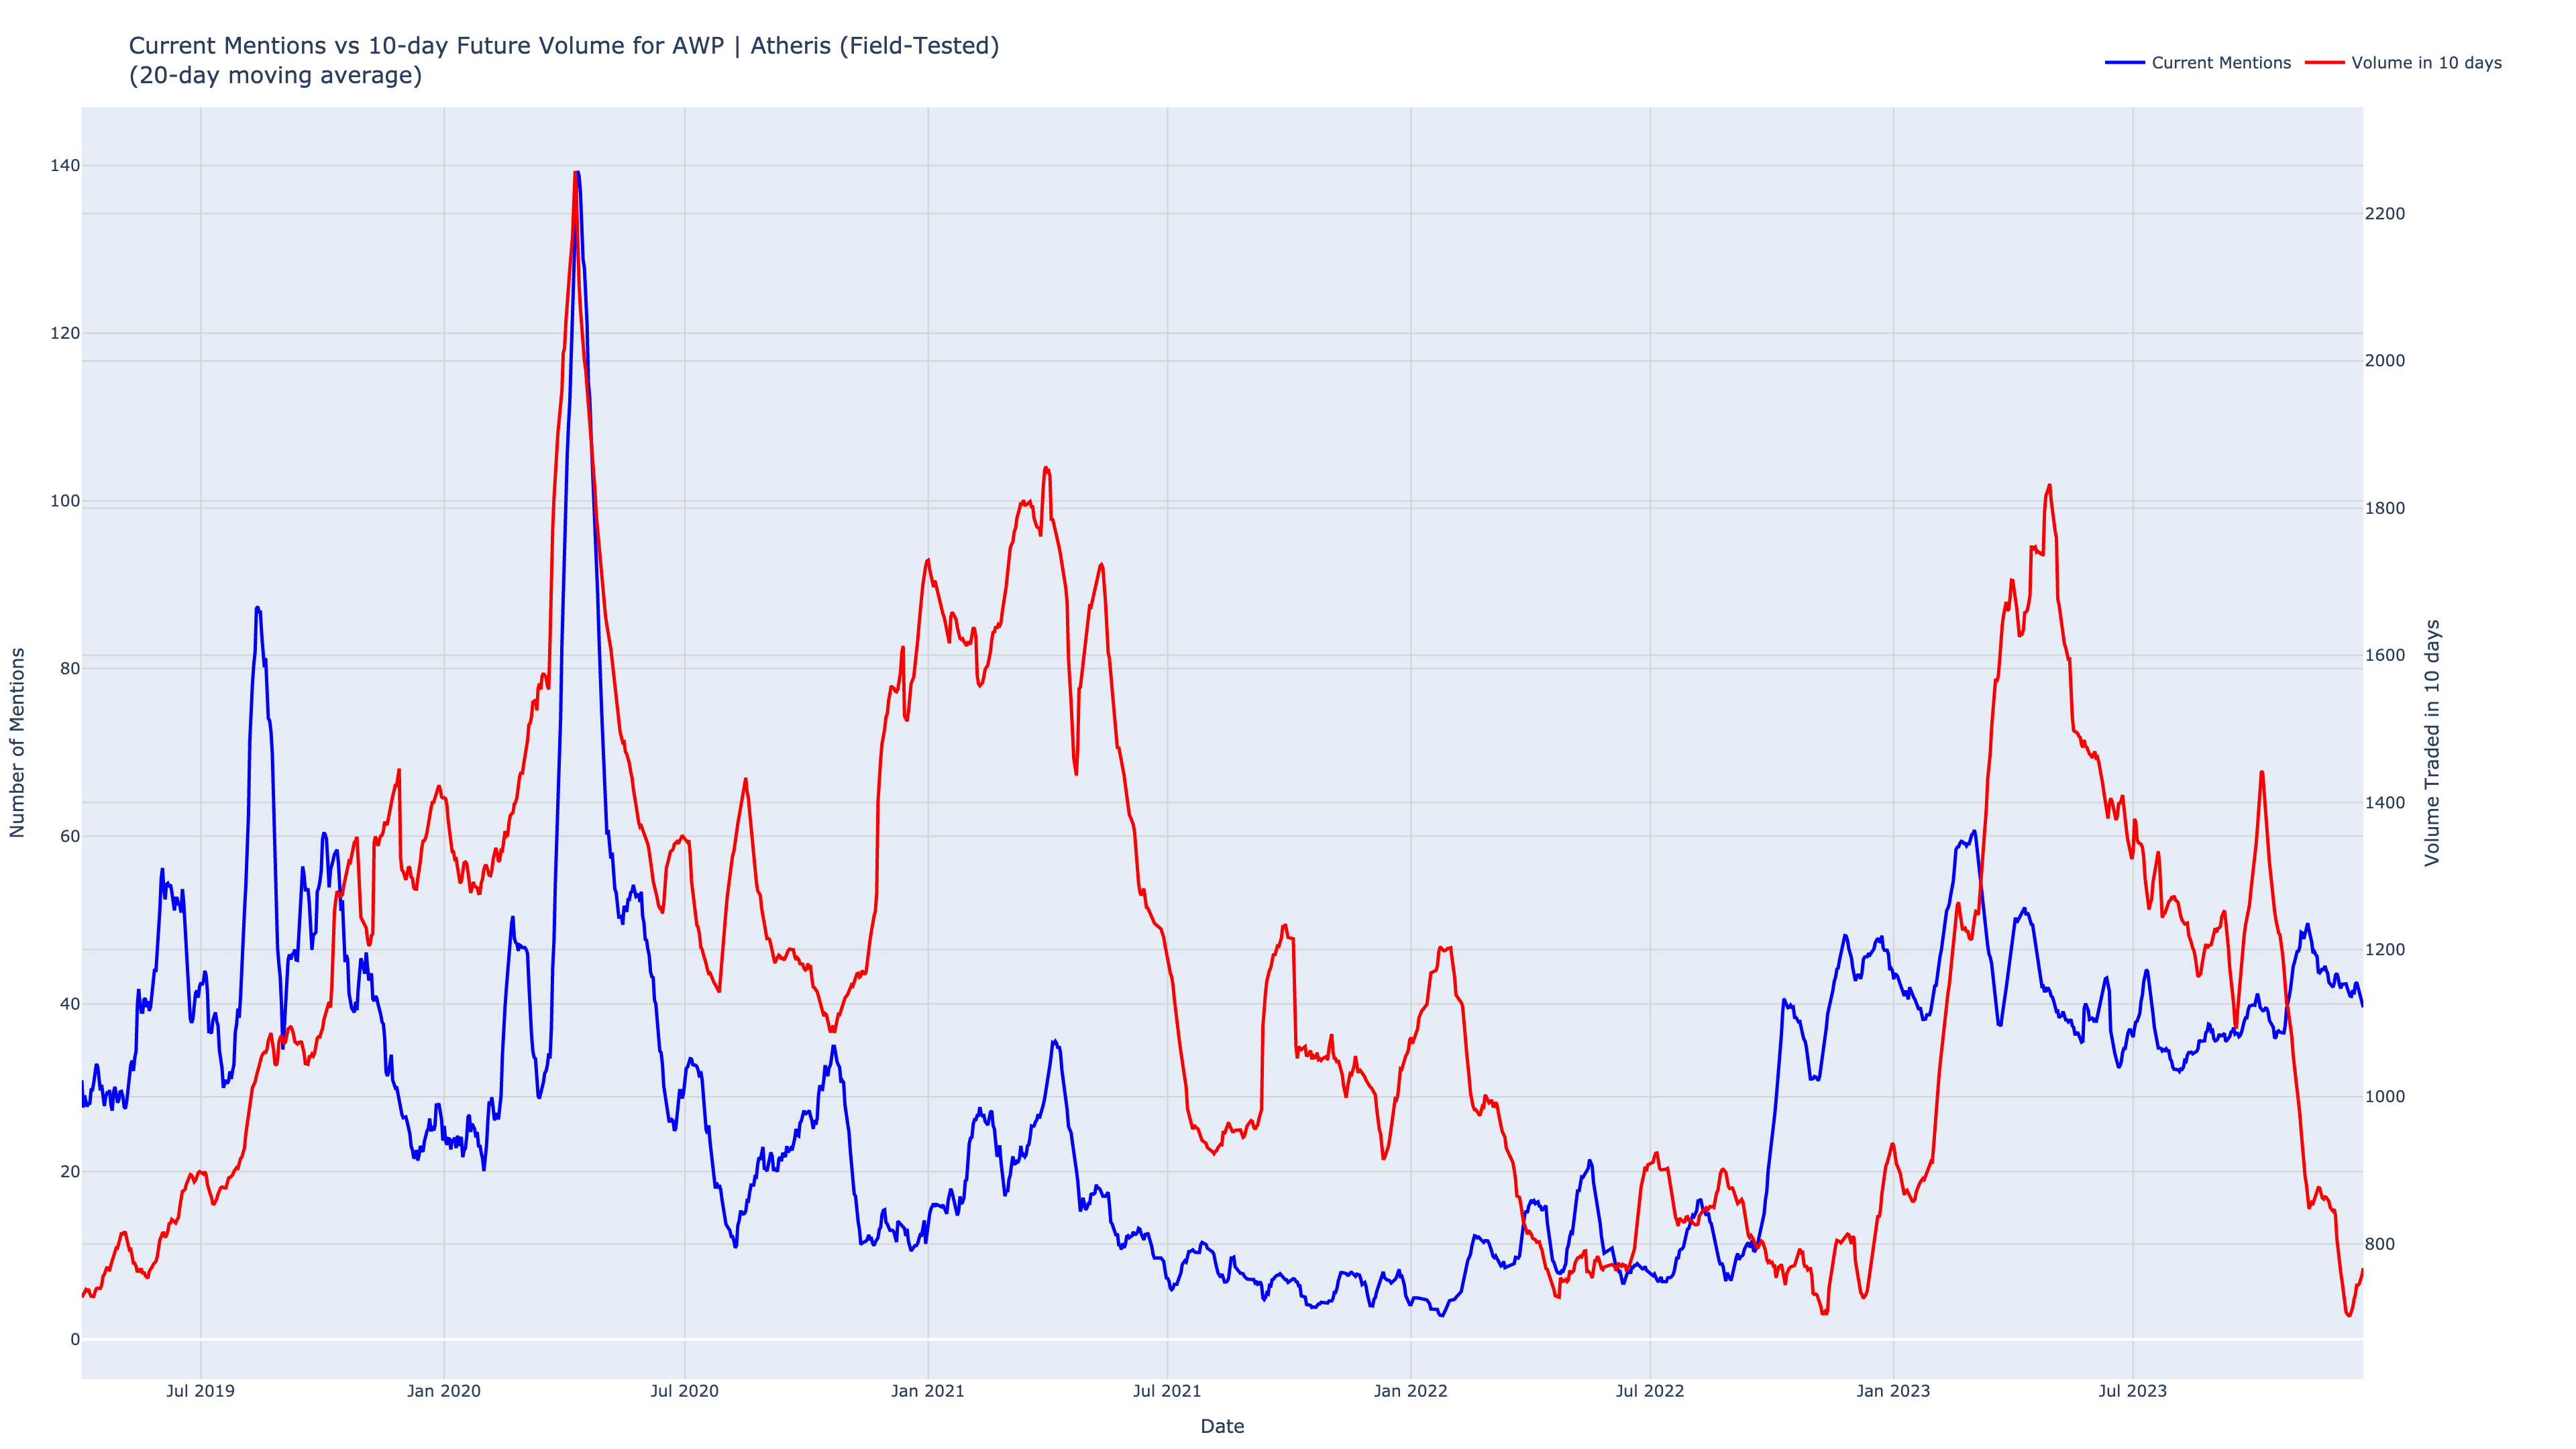 Current Mentions vs 10-day Future Volume for AWP | Atheris (Field-Tested)
(20-day moving average)
Current Mentions
Volume in 10 days
140
120
100
80
60
40
20
0
Number of Mentions
2200
2000
1800
1600
1400
1200
1000
800
Volume Traded in 10 days
Jul 2019
Jan 2020
Jul 2020
Jan 2021
Jul 2021
Jan 2022
Jul 2022
Jan 2023
Jul 2023
Date